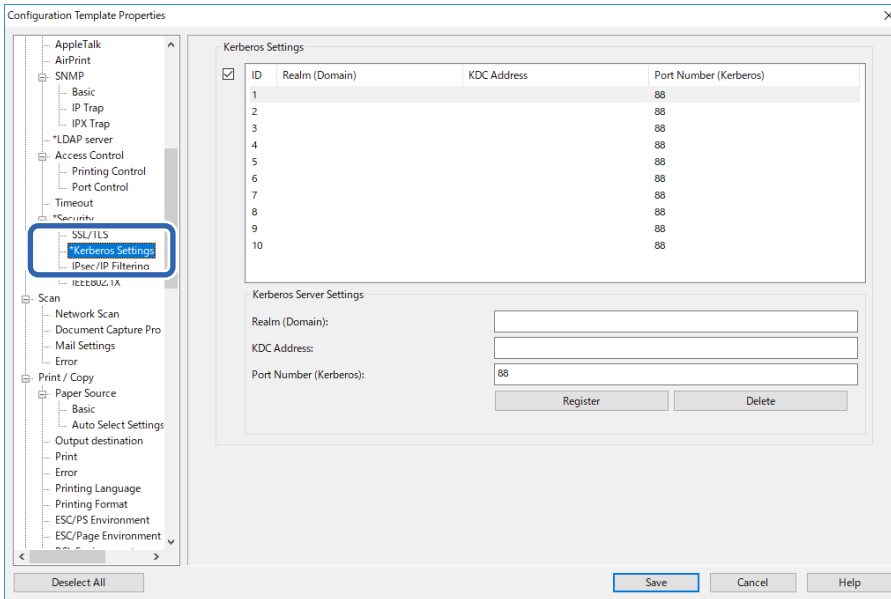 Configuration Template Properties
AppleTalk
AirPrint
SNMP
Basic
IP Trap
IPX Trap
*LDAP server
Access Control
Printing Control
Port Control
Timeout
*Security
SSL/TLS
*Kerberos Settings
IPsec/IP Filtering
IEEE802.1X
Scan
Network Scan
Document Capture Pro
Mail Settings
Error
Print / Copy
Paper Source
Basic
Auto Select Settings
Output destination
Print
Error
Printing Language
Printing Format
ESC/PS Environment
ESC/Page Environment
Kerberos Settings
ID Realm (Domain) KDC Address Port Number (Kerberos)
1 88
2 88
3 88
4 88
5 88
6 88
7 88
8 88
9 88
10 88
Kerberos Server Settings
Realm (Domain):
KDC Address:
Port Number (Kerberos): 88
Register Delete
Deselect All Save Cancel Help